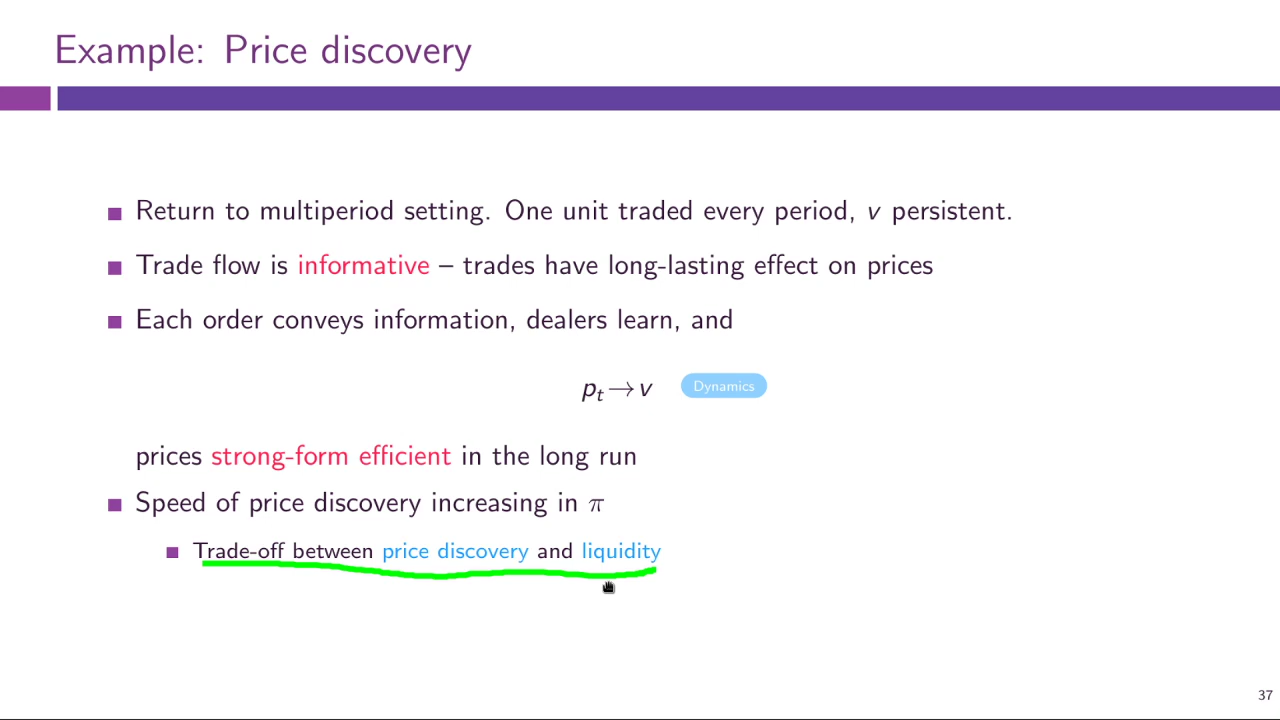 Example: Price discovery
Return to multiperiod setting. One unit traded every period, v persistent.
Trade flow is informative – trades have long-lasting effect on prices
Each order conveys information, dealers learn, and
pₜ → v Dynamics
prices strong-form efficient in the long run
Speed of price discovery increasing in π
Trade-off between price discovery and liquidity
37